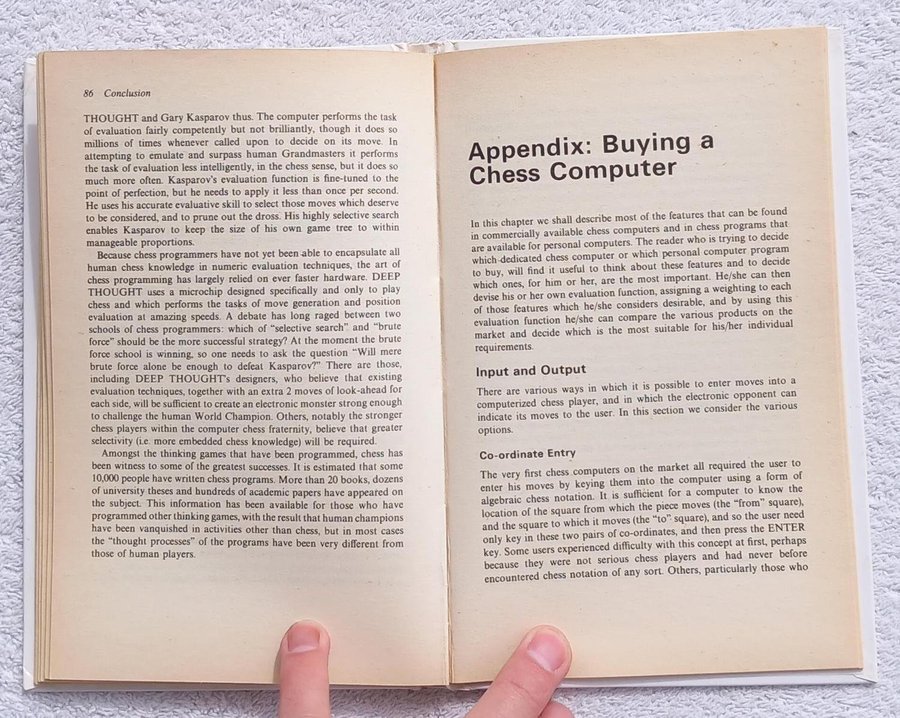 86 Conclusion
THOUGHT and Gary Kasparov thus. The computer performs the task
of evaluation fairly competently but not brilliantly, though it does so
millions of times whenever called upon to decide on its move. In
attempting to emulate and surpass human Grandmasters it performs
the task of evaluation less intelligently, in the chess sense, but it does so
much more often. Kasparov's evaluation function is fine-tuned to the
point of perfection, but he needs to apply it less than once per second.
He uses his accurate evaluative skill to select those moves which deserve
to be considered, and to prune out the dross. His highly selective search
enables Kasparov to keep the size of his own game tree to within
manageable proportions.
Because chess programmers have not yet been able to encapsulate all
human chess knowledge in numeric evaluation techniques, the art of
chess programming has largely relied on ever faster hardware. DEEP
THOUGHT uses a microchip designed specifically and only to play
chess and which performs the tasks of move generation and position
evaluation at amazing speeds. A debate has long raged between two
schools of chess programmers: which of "selective search" and "brute
force" should be the more successful strategy? At the moment the brute
force school is winning, so one needs to ask the question "Will mere
brute force alone be enough to defeat Kasparov?" There are those,
including DEEP THOUGHT's designers, who believe that existing
evaluation techniques, together with an extra 2 moves of look-ahead for
each side, will be sufficient to create an electronic monster strong enough
to challenge the human World Champion. Others, notably the stronger
chess players within the computer chess fraternity, believe that greater
selectivity (i.e. more embedded chess knowledge) will be required.
Amongst the thinking games that have been programmed, chess has
been witness to some of the greatest successes. It is estimated that some
10,000 people have written chess programs. More than 20 books, dozens
of university theses and hundreds of academic papers have appeared on
the subject. This information has been available for those who have
programmed other thinking games, with the result that human champions
have been vanquished in activities other than chess, but in most cases
the "thought processes" of the programs have been very different from
those of human players.
Appendix: Buying a
Chess Computer
In this chapter we shall describe most of the features that can be found
in commercially available chess computers and in chess programs that
are available for personal computers. The reader who is trying to decide
which dedicated chess computer or which personal computer program
to buy, will find it useful to think about these features and to decide
which ones, for him or her, are the most important. He/she can then
devise his or her own evaluation function, assigning a weighting to each
of those features which he/she considers desirable, and by using this
evaluation function he/she can compare the various products on the
market and decide which is the most suitable for his/her individual
requirements.
Input and Output
There are various ways in which it is possible to enter moves into a
computerized chess player, and in which the electronic opponent can
indicate its moves to the user. In this section we consider the various
options.
Co-ordinate Entry
The very first chess computers on the market all required the user to
enter his moves by keying them into the computer using a form of
algebraic chess notation. It is sufficient for a computer to know the
location of the square from which the piece moves (the "from" square),
and the square to which it moves (the "to" square), and so the user need
only key in these two pairs of co-ordinates, and then press the ENTER
key. Some users experienced difficulty with this concept at first, perhaps
because they were not serious chess players and had never before
encountered chess notation of any sort. Others, particularly those who